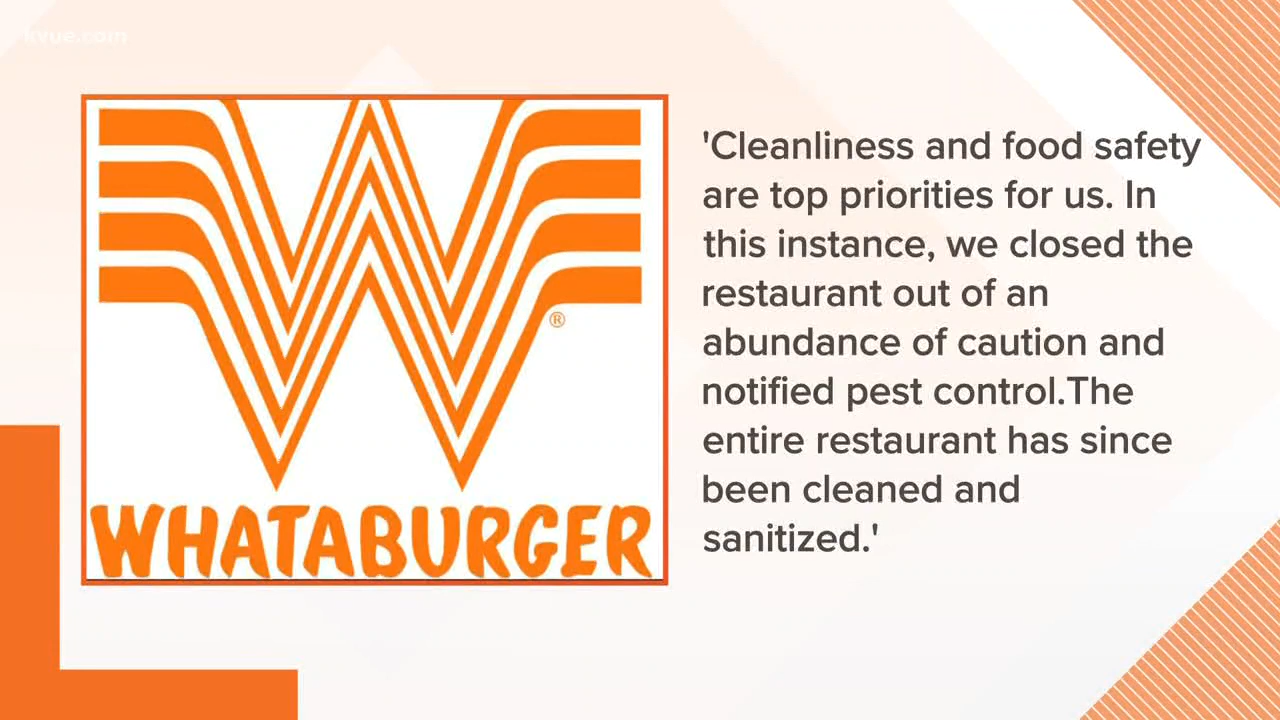 kvue.com
'Cleanliness and food safety
are top priorities for us. In
this instance, we closed the
restaurant out of an
abundance of caution and
notified pest control.The
entire restaurant has since
been cleaned and
sanitized.'
®
WHATABURGER